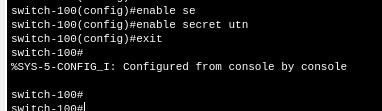 switch-100(config)#enable se
switch-100(config)#enable secret utn
switch-100(config)#exit
switch-100#
%SYS-5-CONFIG_I: Configured from console by console
switch-100#
switch-100#